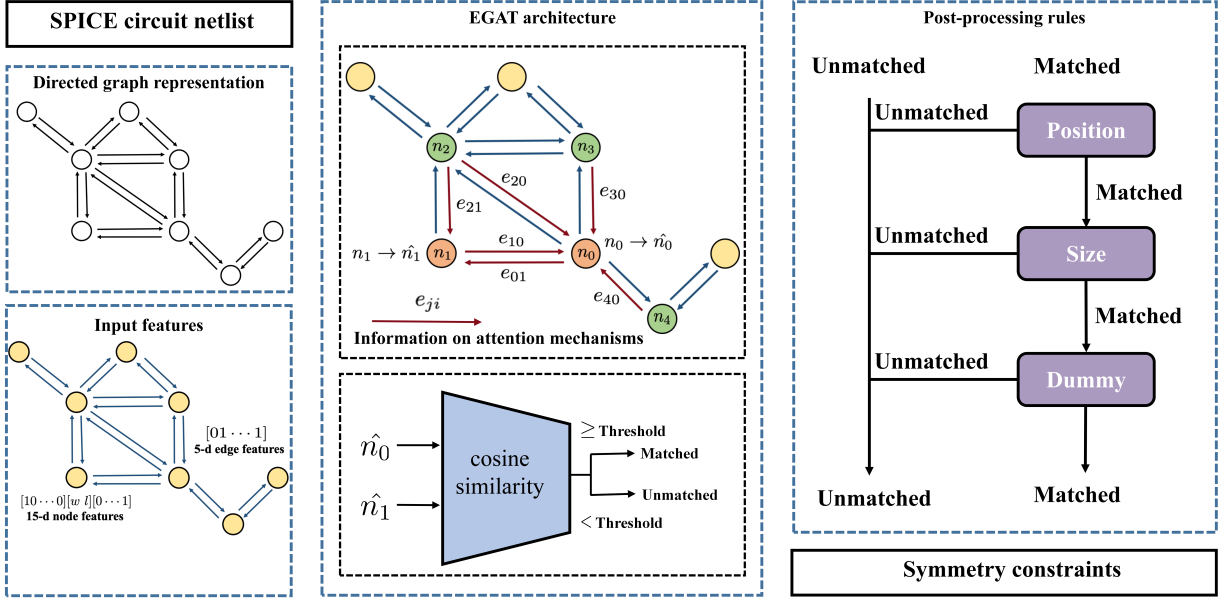 SPICE circuit netlist
Directed graph representation
Input features
[01 ⋯ 1]
5-d edge features
[10 ⋯ 0][w l][0 ⋯ 1]
15-d node features
EGAT architecture
n₂
n₃
e₂₀
e₃₀
e₂₁
n₁ → n̂₁
n₁
e₁₀
n₀
n₀ → n̂₀
e₀₁
e₄₀
n₄
eⱼᵢ
Information on attention mechanisms
n̂₀
n̂₁
cosine
similarity
≥ Threshold
Matched
Unmatched
< Threshold
Post-processing rules
Unmatched
Matched
Unmatched
Position
Matched
Unmatched
Size
Matched
Unmatched
Dummy
Unmatched
Matched
Symmetry constraints